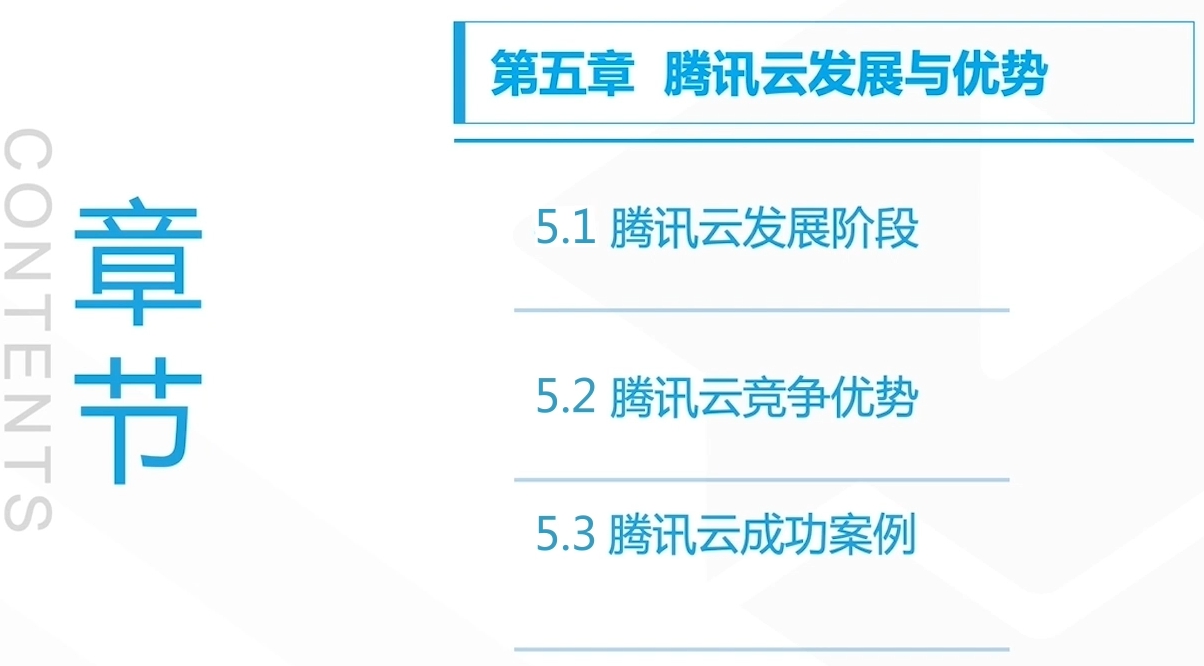 CONTENTS
章
节
第五章 腾讯云发展与优势
5.1 腾讯云发展阶段
5.2 腾讯云竞争优势
5.3 腾讯云成功案例